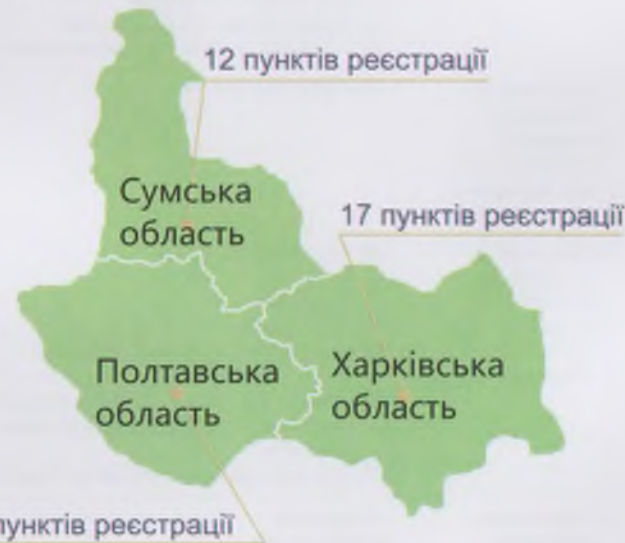 12 пунктів реєстрації
Сумська
область
17 пунктів реєстрації
Полтавська
область
Харківська
область
пунктів реєстрації